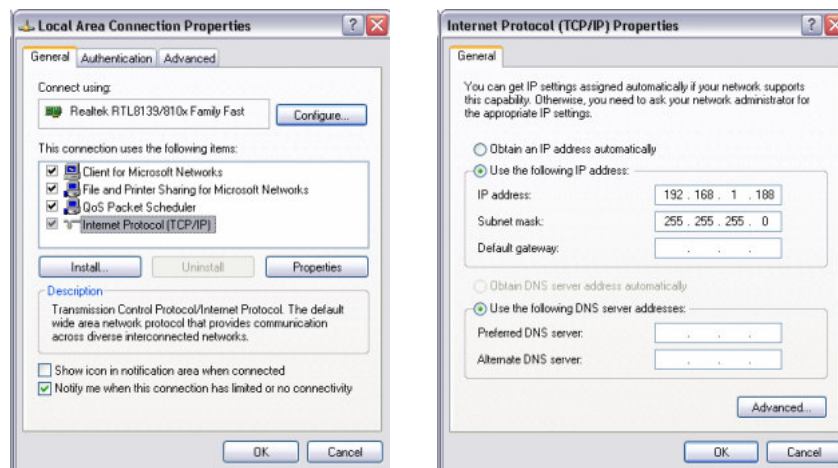 Local Area Connection Properties
General Authentication Advanced
Connect using:
Realtek RTL8139/810x Family Fast
Configure...
This connection uses the following items:
Client for Microsoft Networks
File and Printer Sharing for Microsoft Networks
QoS Packet Scheduler
Internet Protocol (TCP/IP)
Install... Uninstall Properties
Description
Transmission Control Protocol/Internet Protocol. The default
wide area network protocol that provides communication
across diverse interconnected networks.
Show icon in notification area when connected
Notify me when this connection has limited or no connectivity
OK Cancel
Internet Protocol (TCP/IP) Properties
General
You can get IP settings assigned automatically if your network supports
this capability. Otherwise, you need to ask your network administrator for
the appropriate IP settings.
Obtain an IP address automatically
Use the following IP address:
IP address: 192 . 168 . 1 . 188
Subnet mask: 255 . 255 . 255 . 0
Default gateway: . . .
Obtain DNS server address automatically
Use the following DNS server addresses:
Preferred DNS server: . . .
Alternate DNS server: . . .
Advanced...
OK Cancel